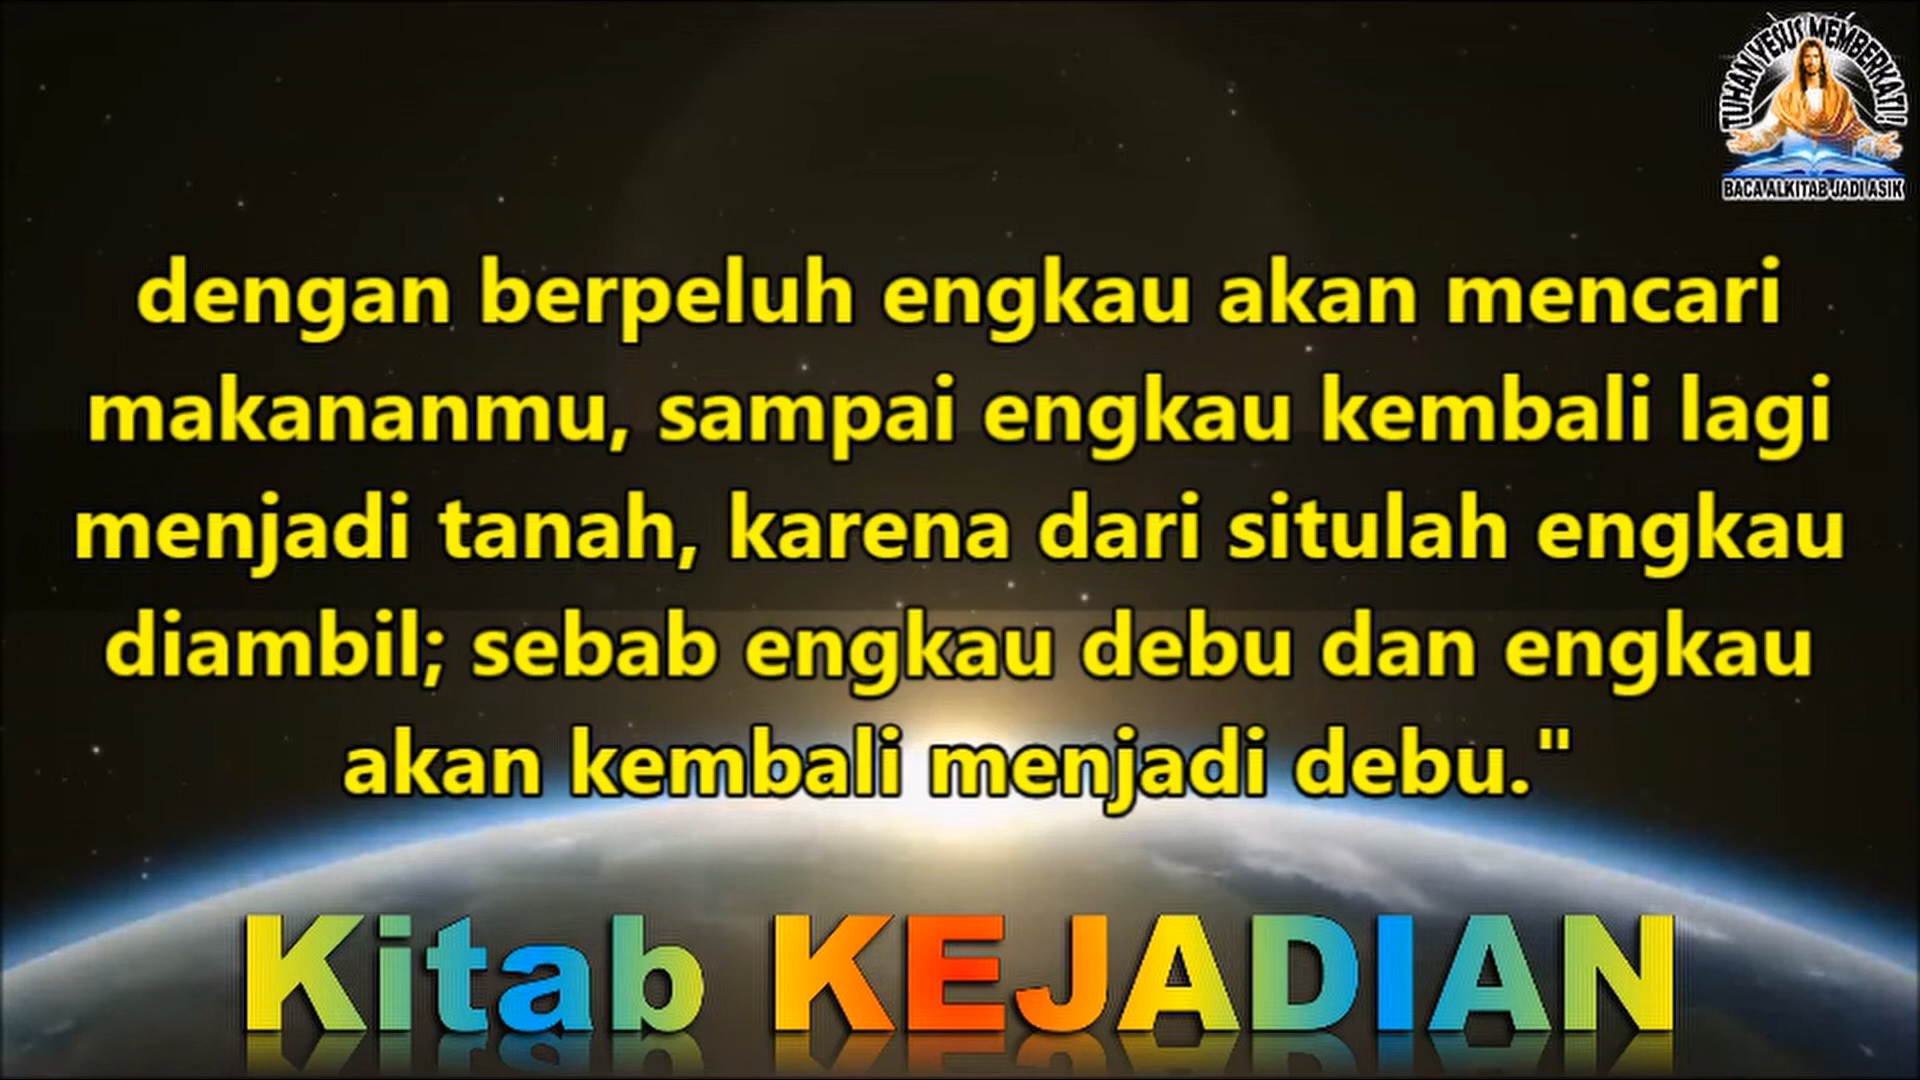 TUHAN YESUS MEMBERKATI!
BACA ALKITAB JADI ASIK
dengan berpeluh engkau akan mencari
makananmu, sampai engkau kembali lagi
menjadi tanah, karena dari situlah engkau
diambil; sebab engkau debu dan engkau
akan kembali menjadi debu."
Kitab KEJADIAN